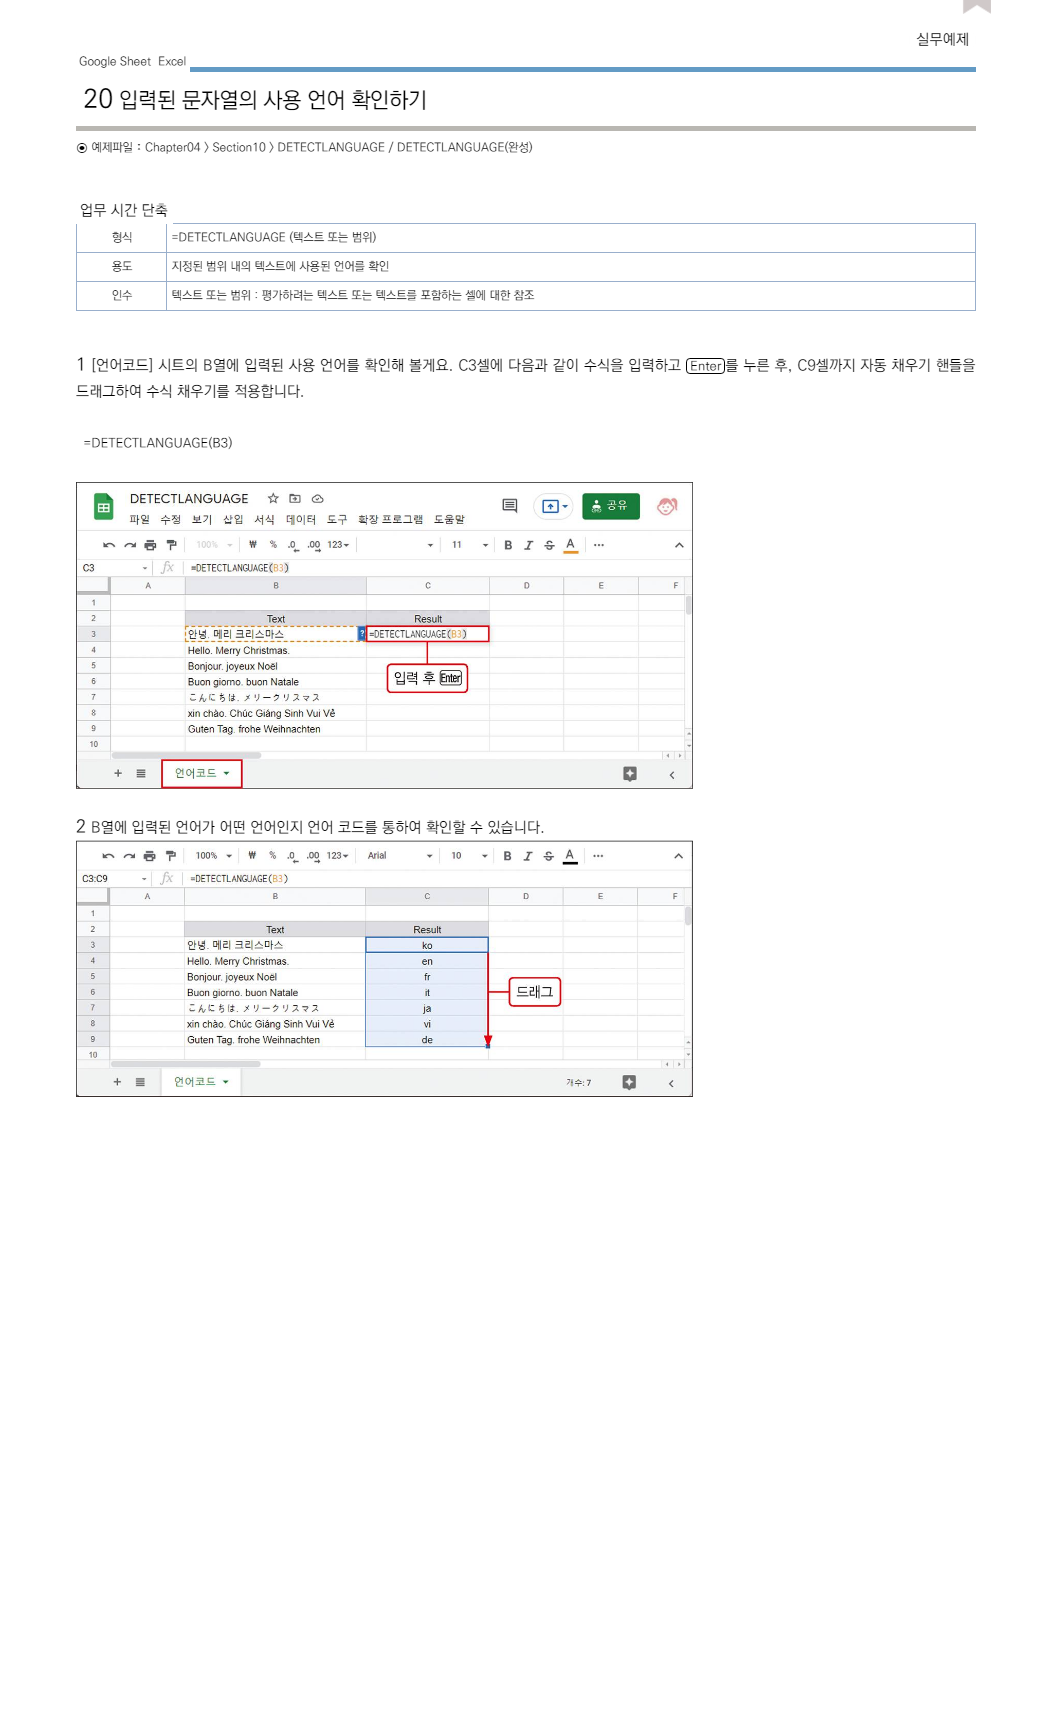 실무예제
Google Sheet Excel
20 입력된 문자열의 사용 언어 확인하기
⦿ 예제파일 : Chapter04 > Section10 > DETECTLANGUAGE / DETECTLANGUAGE(완성)
업무 시간 단축
형식 =DETECTLANGUAGE (텍스트 또는 범위)
용도 지정된 범위 내의 텍스트에 사용된 언어를 확인
인수 텍스트 또는 범위 : 평가하려는 텍스트 또는 텍스트를 포함하는 셀에 대한 참조
1 [언어코드] 시트의 B열에 입력된 사용 언어를 확인해 볼게요. C3셀에 다음과 같이 수식을 입력하고 Enter를 누른 후, C9셀까지 자동 채우기 핸들을
드래그하여 수식 채우기를 적용합니다.
=DETECTLANGUAGE(B3)
DETECTLANGUAGE
공유
파일 수정 보기 삽입 서식 데이터 도구 확장 프로그램 도움말
100% ₩ % .0 .00 123 11 B I S A
C3 fx =DETECTLANGUAGE(B3)
A B C D E F
1
2 Text Result
3 안녕. 메리 크리스마스 ? =DETECTLANGUAGE(B3)
4 Hello. Merry Christmas.
5 Bonjour. joyeux Noël
6 Buon giorno. buon Natale
입력 후 Enter
7 こんにちは. メリークリスマス
8 xin chào. Chúc Giáng Sinh Vui Vẻ
9 Guten Tag. frohe Weihnachten
10
+ 언어코드
2 B열에 입력된 언어가 어떤 언어인지 언어 코드를 통하여 확인할 수 있습니다.
100% ₩ % .0 .00 123 Arial 10 B I S A
C3:C9 fx =DETECTLANGUAGE(B3)
A B C D E F
1
2 Text Result
3 안녕. 메리 크리스마스 ko
4 Hello. Merry Christmas. en
5 Bonjour. joyeux Noël fr
6 Buon giorno. buon Natale it
드래그
7 こんにちは. メリークリスマス ja
8 xin chào. Chúc Giáng Sinh Vui Vẻ vi
9 Guten Tag. frohe Weihnachten de
10
+ 언어코드 개수: 7